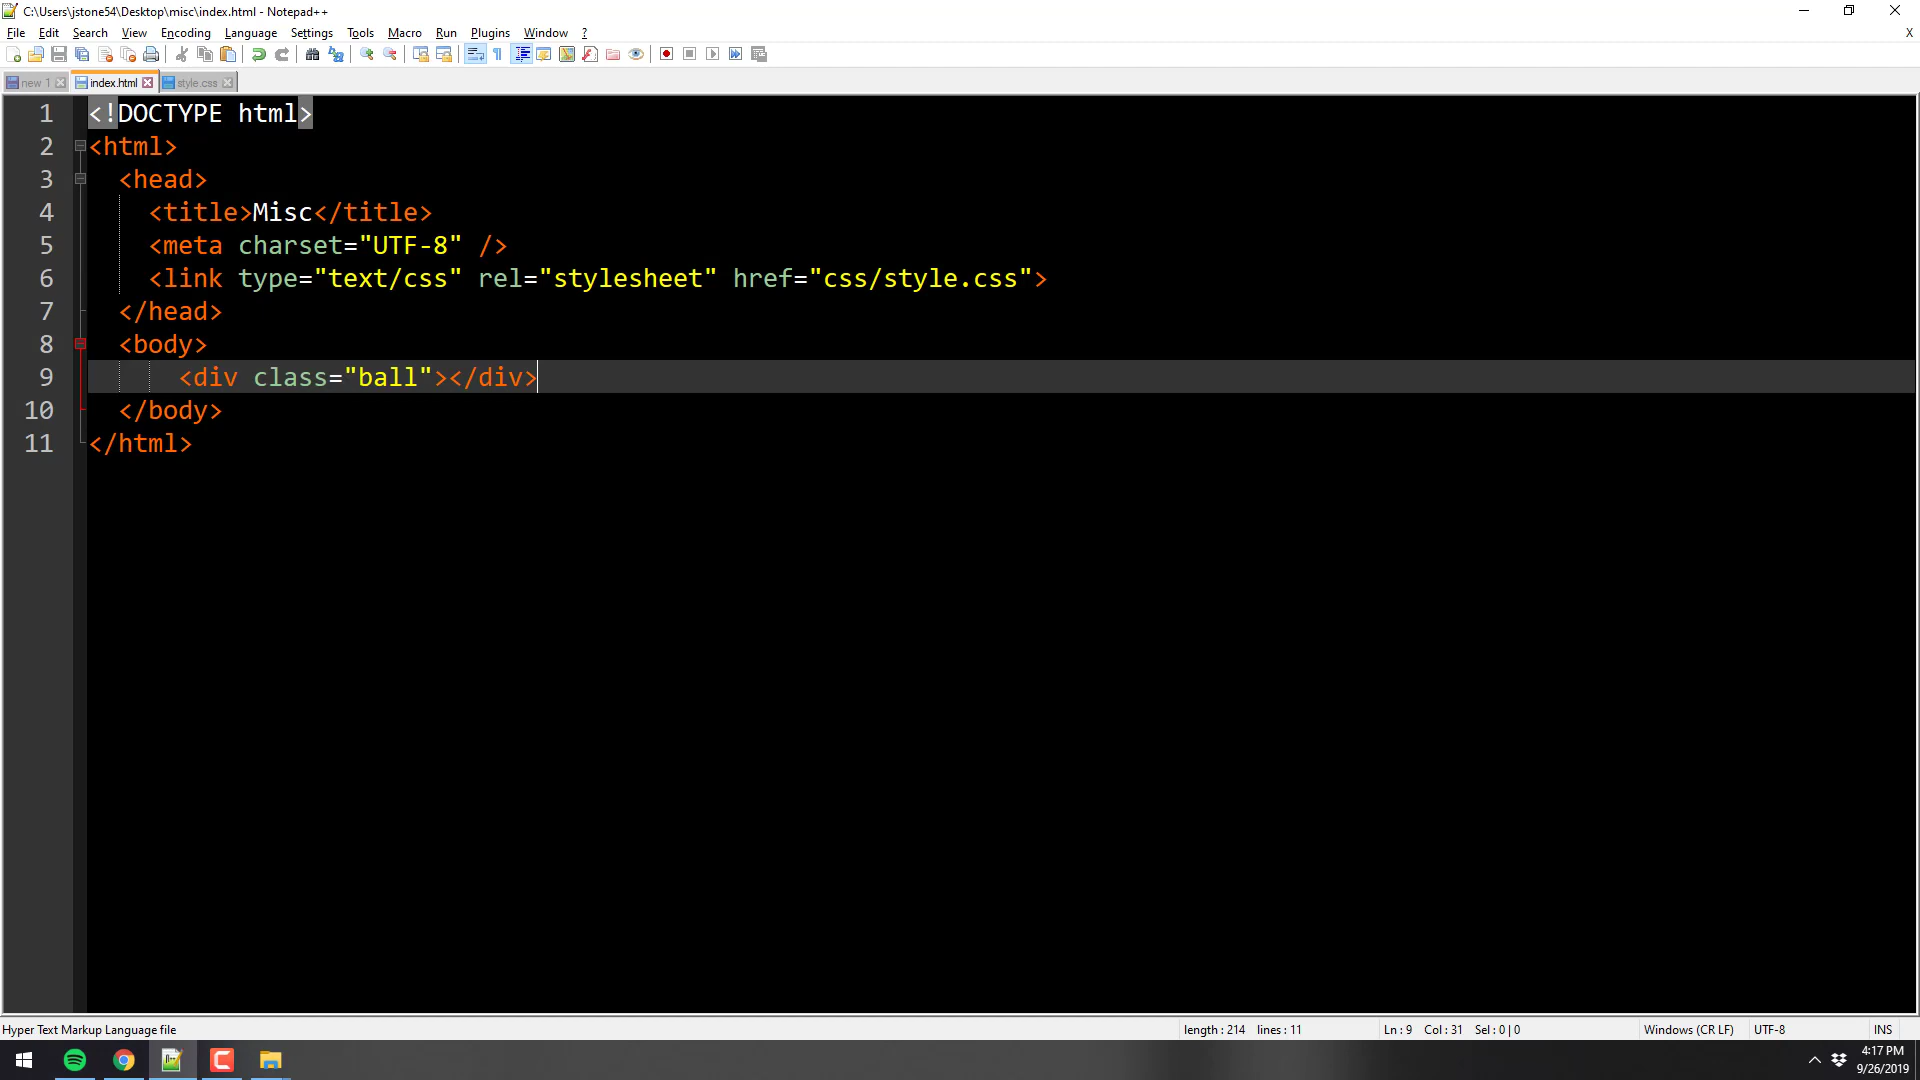 C:\Users\jstone54\Desktop\misc\index.html - Notepad++
File Edit Search View Encoding Language Settings Tools Macro Run Plugins Window ? X
new 1 index.html style.css
1 <!DOCTYPE html>
2 <html>
3 <head>
4 <title>Misc</title>
5 <meta charset="UTF-8" />
6 <link type="text/css" rel="stylesheet" href="css/style.css">
7 </head>
8 <body>
9 <div class="ball"></div>
10 </body>
11 </html>
Hyper Text Markup Language file length : 214 lines : 11 Ln : 9 Col : 31 Sel : 0 | 0 Windows (CR LF) UTF-8 INS
4:17 PM
9/26/2019